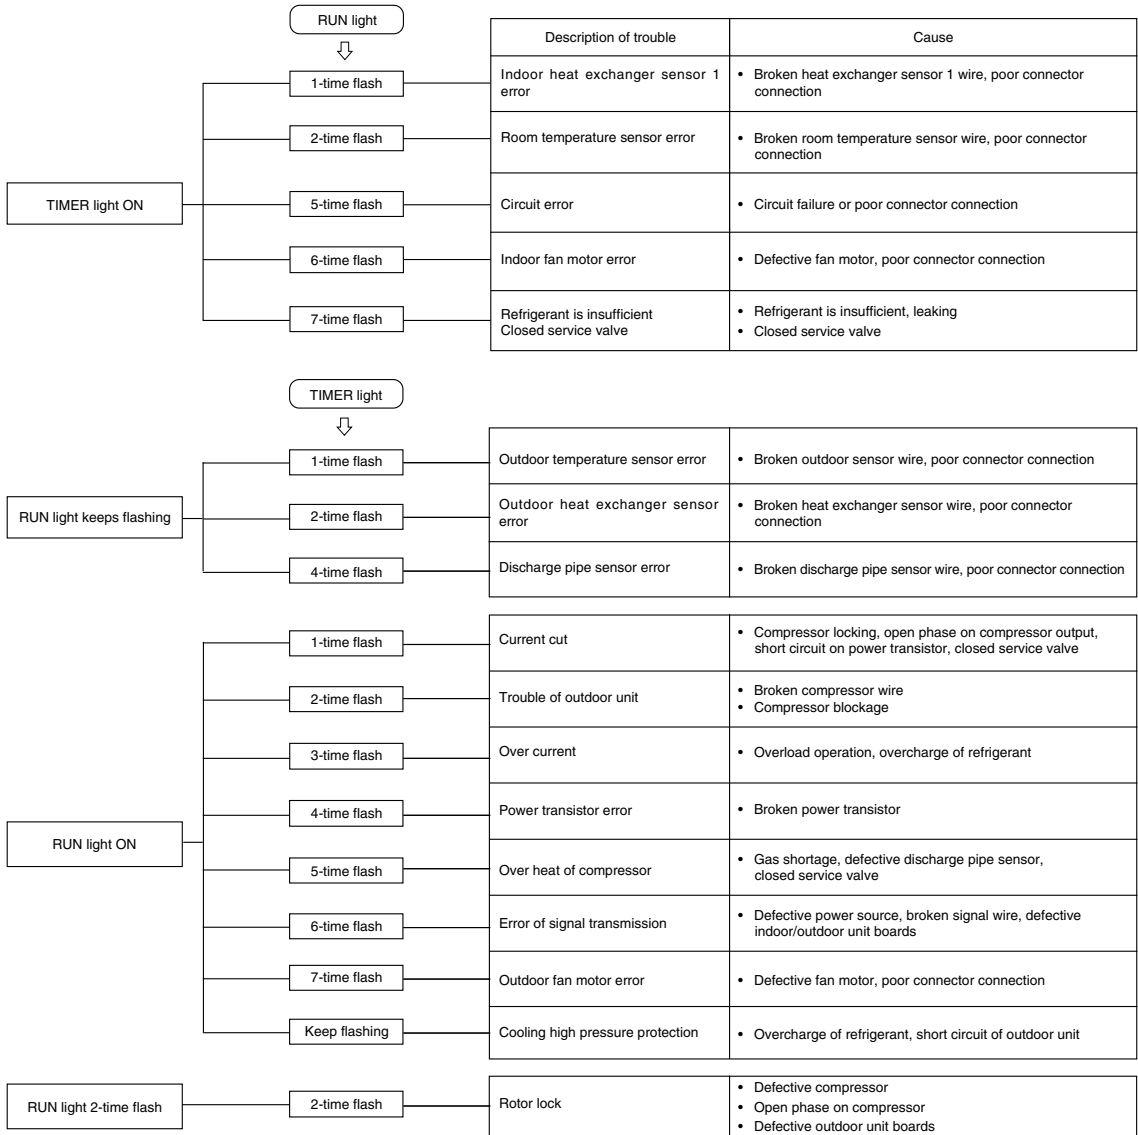 RUN light
Description of trouble Cause
1-time flash
Indoor heat exchanger sensor 1
error
• Broken heat exchanger sensor 1 wire, poor connector
connection
2-time flash
Room temperature sensor error
• Broken room temperature sensor wire, poor connector
connection
TIMER light ON
5-time flash
Circuit error
• Circuit failure or poor connector connection
6-time flash
Indoor fan motor error
• Defective fan motor, poor connector connection
7-time flash
Refrigerant is insufficient
Closed service valve
• Refrigerant is insufficient, leaking
• Closed service valve
TIMER light
1-time flash
Outdoor temperature sensor error
• Broken outdoor sensor wire, poor connector connection
RUN light keeps flashing
2-time flash
Outdoor heat exchanger sensor
error
• Broken heat exchanger sensor wire, poor connector
connection
4-time flash
Discharge pipe sensor error
• Broken discharge pipe sensor wire, poor connector connection
1-time flash
Current cut
• Compressor locking, open phase on compressor output,
short circuit on power transistor, closed service valve
2-time flash
Trouble of outdoor unit
• Broken compressor wire
• Compressor blockage
3-time flash
Over current
• Overload operation, overcharge of refrigerant
4-time flash
Power transistor error
• Broken power transistor
RUN light ON
5-time flash
Over heat of compressor
• Gas shortage, defective discharge pipe sensor,
closed service valve
6-time flash
Error of signal transmission
• Defective power source, broken signal wire, defective
indoor/outdoor unit boards
7-time flash
Outdoor fan motor error
• Defective fan motor, poor connector connection
Keep flashing
Cooling high pressure protection
• Overcharge of refrigerant, short circuit of outdoor unit
RUN light 2-time flash
2-time flash
Rotor lock
• Defective compressor
• Open phase on compressor
• Defective outdoor unit boards